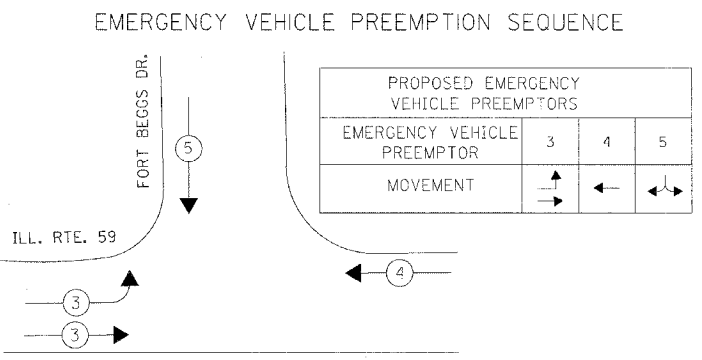 EMERGENCY VEHICLE PREEMPTION SEQUENCE
FORT BEGGS DR.
PROPOSED EMERGENCY
VEHICLE PREEMPTORS
EMERGENCY VEHICLE
PREEMPTOR
3
4
5
MOVEMENT
5
ILL. RTE. 59
4
3
3